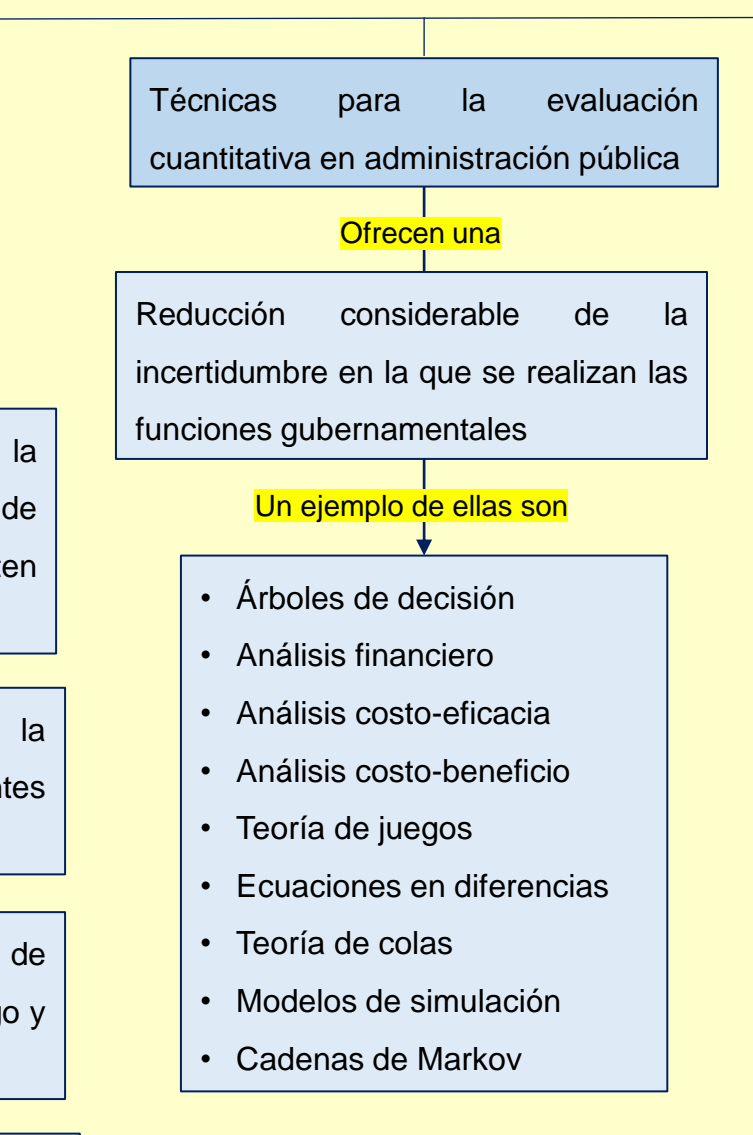 Técnicas para la evaluación
cuantitativa en administración pública
Ofrecen una
Reducción considerable de la
incertidumbre en la que se realizan las
funciones gubernamentales
Un ejemplo de ellas son
• Árboles de decisión
• Análisis financiero
• Análisis costo-eficacia
• Análisis costo-beneficio
• Teoría de juegos
• Ecuaciones en diferencias
• Teoría de colas
• Modelos de simulación
• Cadenas de Markov
la
de
la
de
y